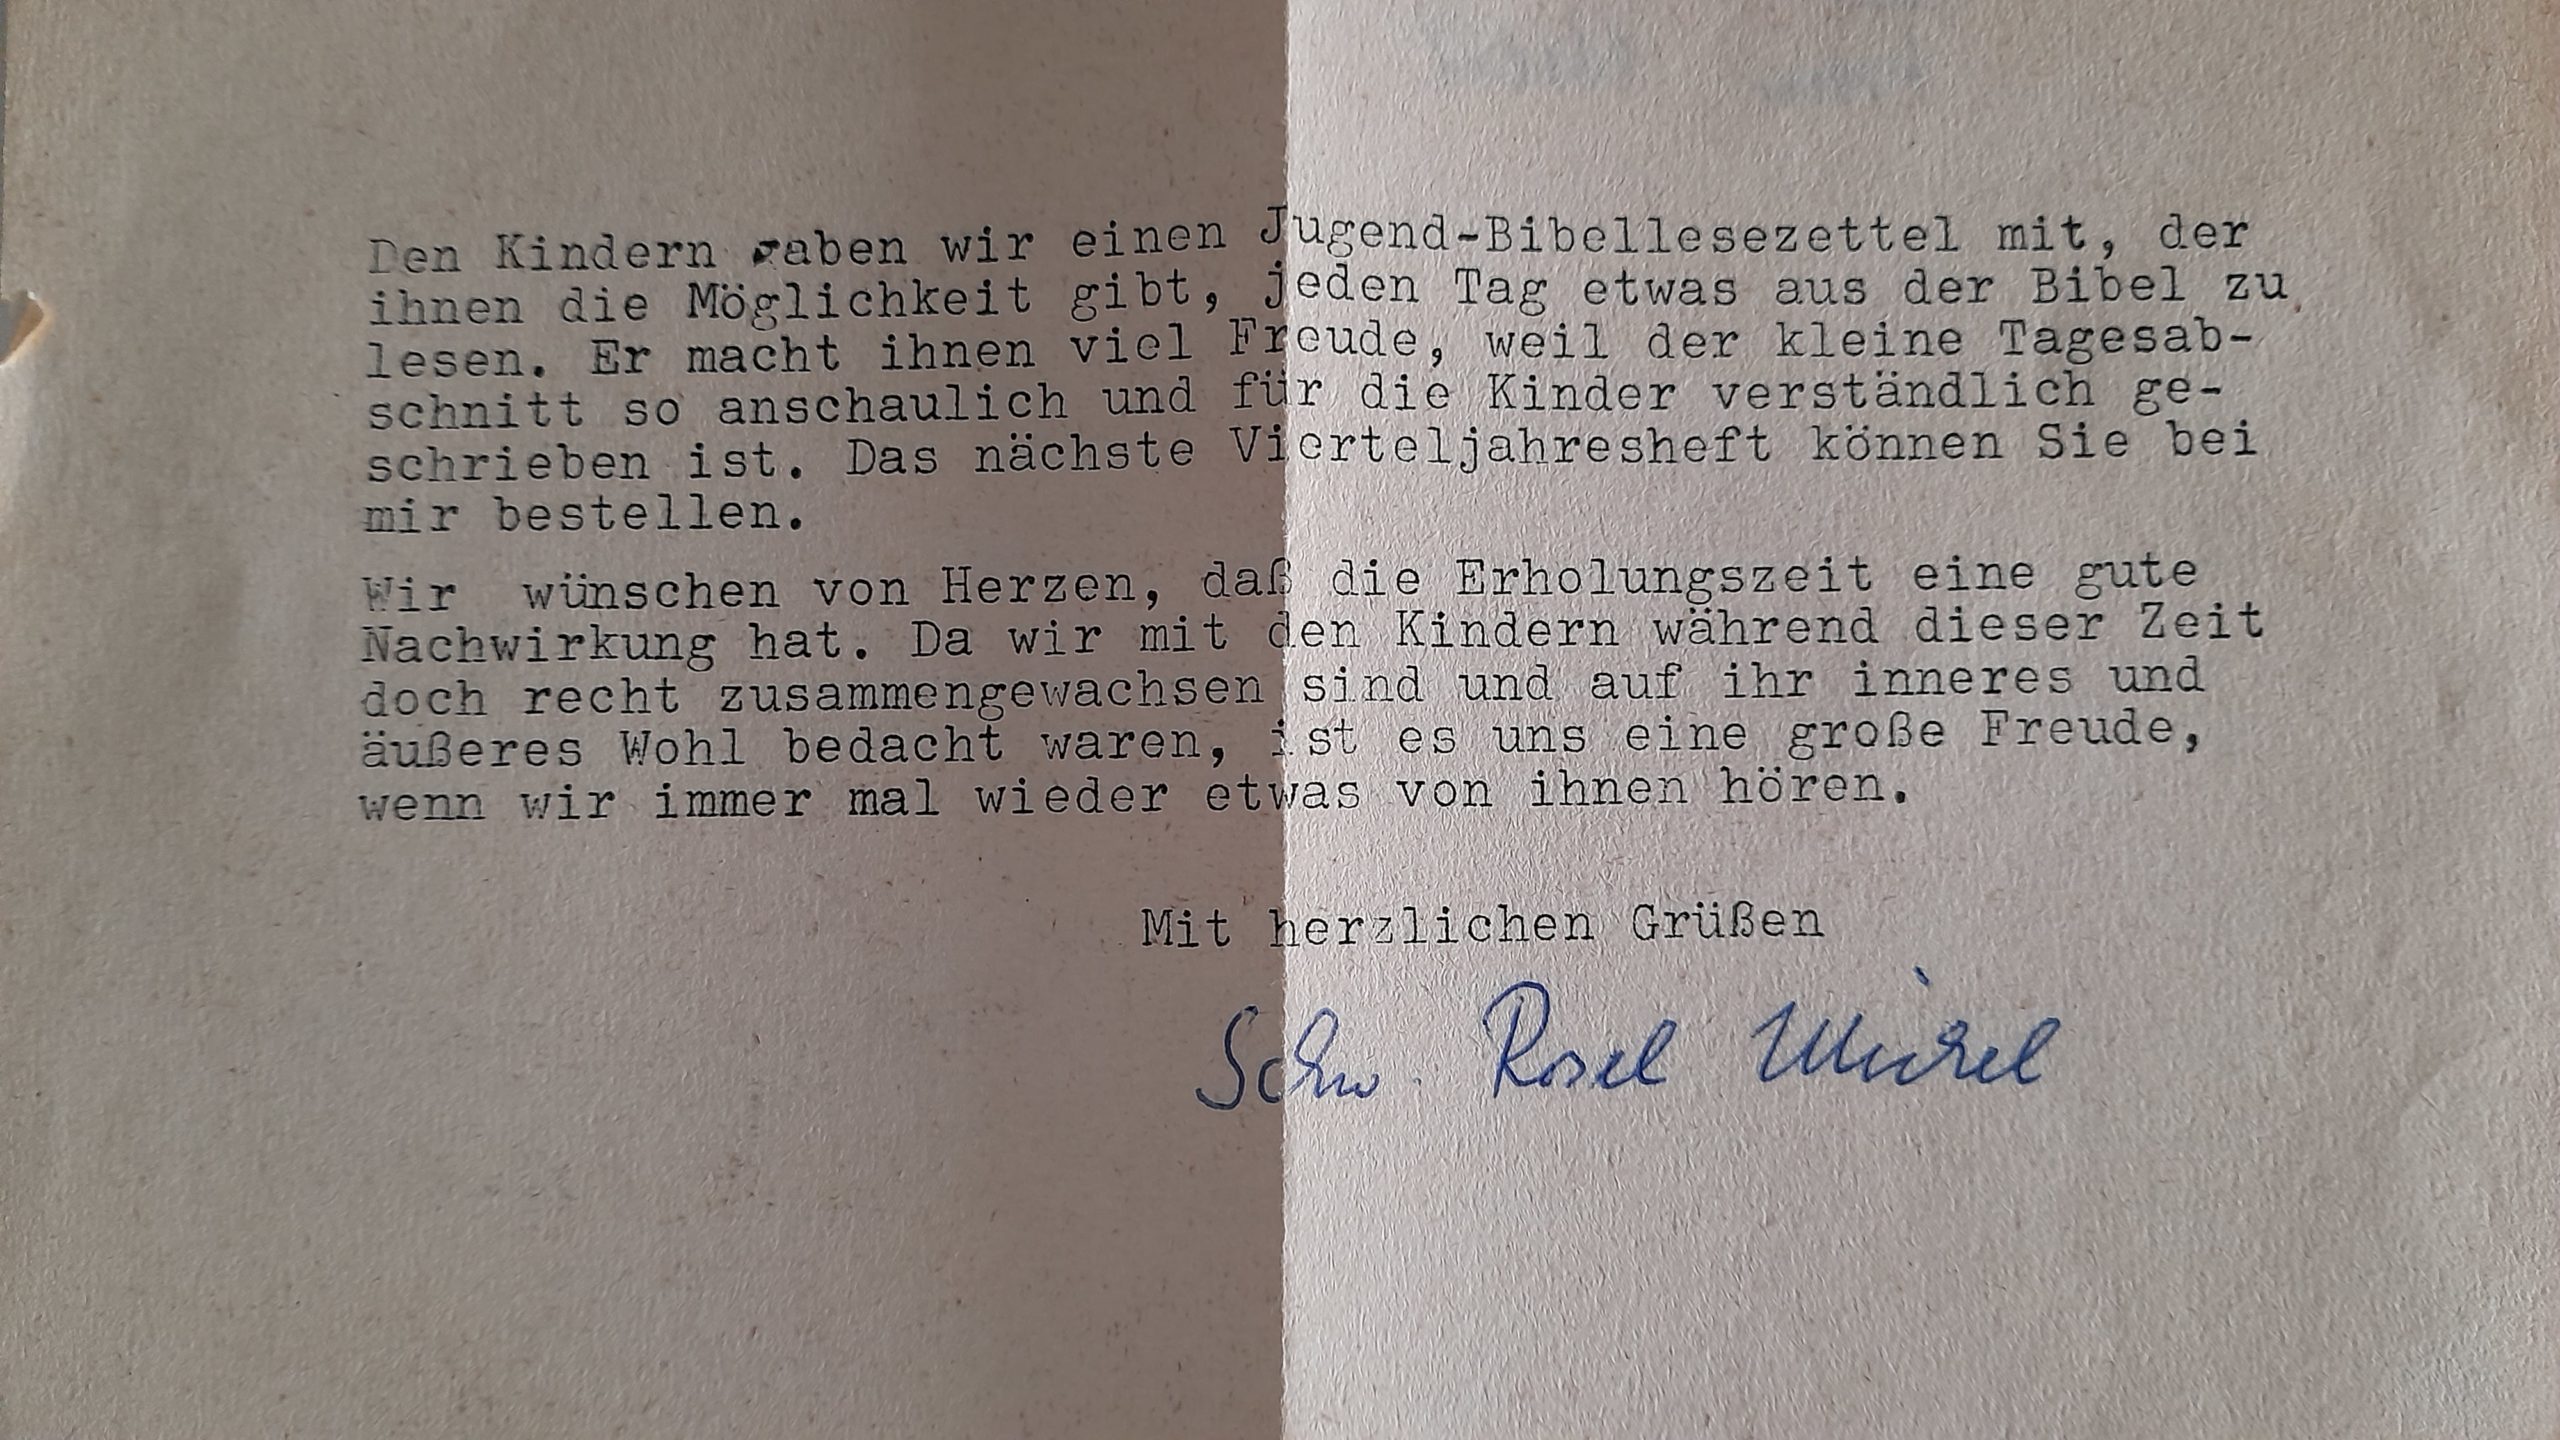 Den Kindern gaben wir einen Jugend-Bibellesezettel mit, der
ihnen die Möglichkeit gibt, jeden Tag etwas aus der Bibel zu
lesen. Er macht ihnen viel Freude, weil der kleine Tagesab-
schnitt so anschaulich und für die Kinder verständlich ge-
schrieben ist. Das nächste Vierteljahresheft können Sie bei
mir bestellen.
Wir wünschen von Herzen, daß die Erholungszeit eine gute
Nachwirkung hat. Da wir mit den Kindern während dieser Zeit
doch recht zusammengewachsen sind und auf ihr inneres und
äußeres Wohl bedacht waren, ist es uns eine große Freude,
wenn wir immer mal wieder etwas von ihnen hören.
Mit herzlichen Grüßen
Schw. Rosel